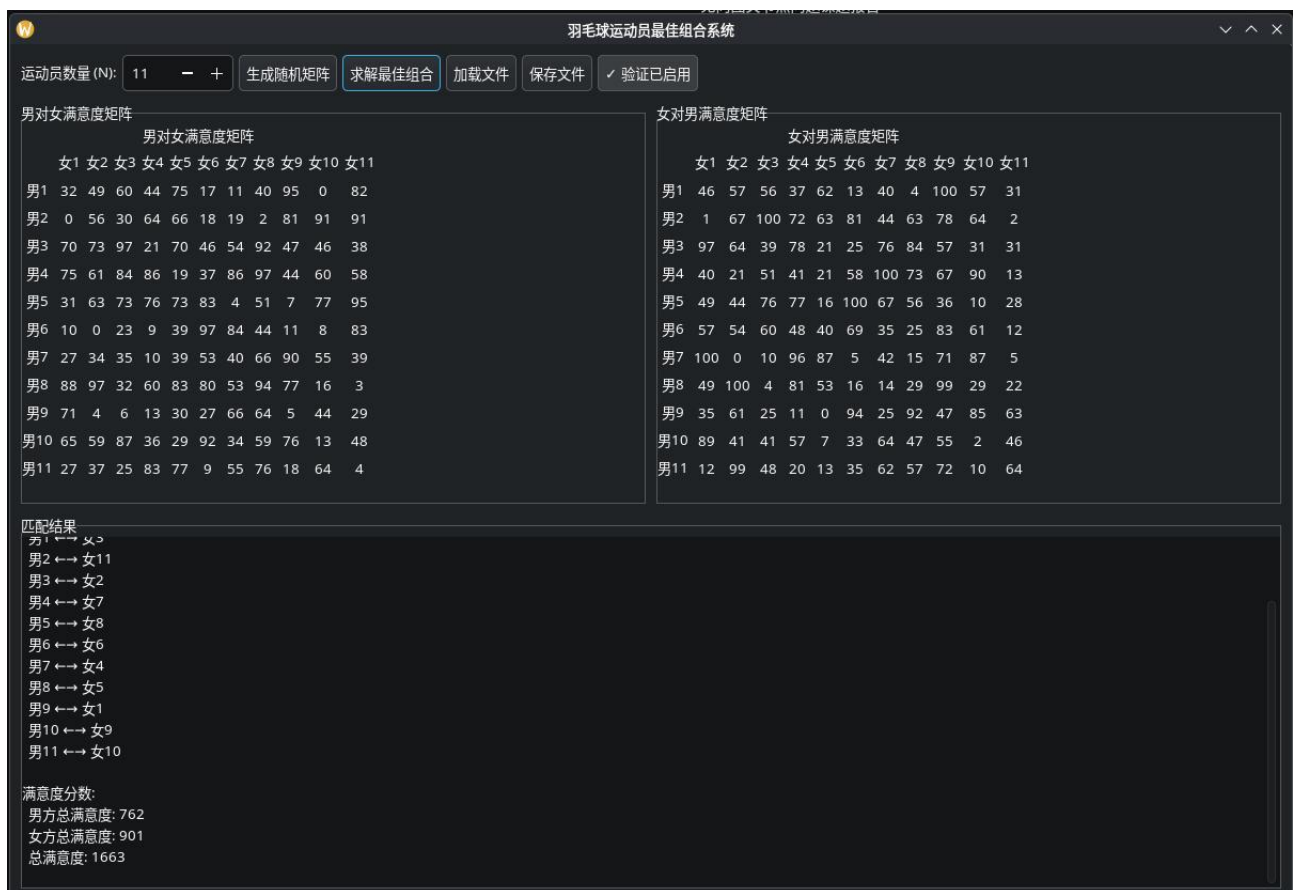 羽毛球运动员最佳组合系统
运动员数量(N): 11 − + 生成随机矩阵 求解最佳组合 加载文件 保存文件 ✓ 验证已启用
男对女满意度矩阵
男对女满意度矩阵
女1 女2 女3 女4 女5 女6 女7 女8 女9 女10 女11
男1 32 49 60 44 75 17 11 40 95 0 82
男2 0 56 30 64 66 18 19 2 81 91 91
男3 70 73 97 21 70 46 54 92 47 46 38
男4 75 61 84 86 19 37 86 97 44 60 58
男5 31 63 73 76 73 83 4 51 7 77 95
男6 10 0 23 9 39 97 84 44 11 8 83
男7 27 34 35 10 39 53 40 66 90 55 39
男8 88 97 32 60 83 80 53 94 77 16 3
男9 71 4 6 13 30 27 66 64 5 44 29
男10 65 59 87 36 29 92 34 59 76 13 48
男11 27 37 25 83 77 9 55 76 18 64 4
女对男满意度矩阵
女对男满意度矩阵
女1 女2 女3 女4 女5 女6 女7 女8 女9 女10 女11
男1 46 57 56 37 62 13 40 4 100 57 31
男2 1 67 100 72 63 81 44 63 78 64 2
男3 97 64 39 78 21 25 76 84 57 31 31
男4 40 21 51 41 21 58 100 73 67 90 13
男5 49 44 76 77 16 100 67 56 36 10 28
男6 57 54 60 48 40 69 35 25 83 61 12
男7 100 0 10 96 87 5 42 15 71 87 5
男8 49 100 4 81 53 16 14 29 99 29 22
男9 35 61 25 11 0 94 25 92 47 85 63
男10 89 41 41 57 7 33 64 47 55 2 46
男11 12 99 48 20 13 35 62 57 72 10 64
匹配结果
男1 ←→ 女3
男2 ←→ 女11
男3 ←→ 女2
男4 ←→ 女7
男5 ←→ 女8
男6 ←→ 女6
男7 ←→ 女4
男8 ←→ 女5
男9 ←→ 女1
男10 ←→ 女9
男11 ←→ 女10
满意度分数:
男方总满意度: 762
女方总满意度: 901
总满意度: 1663